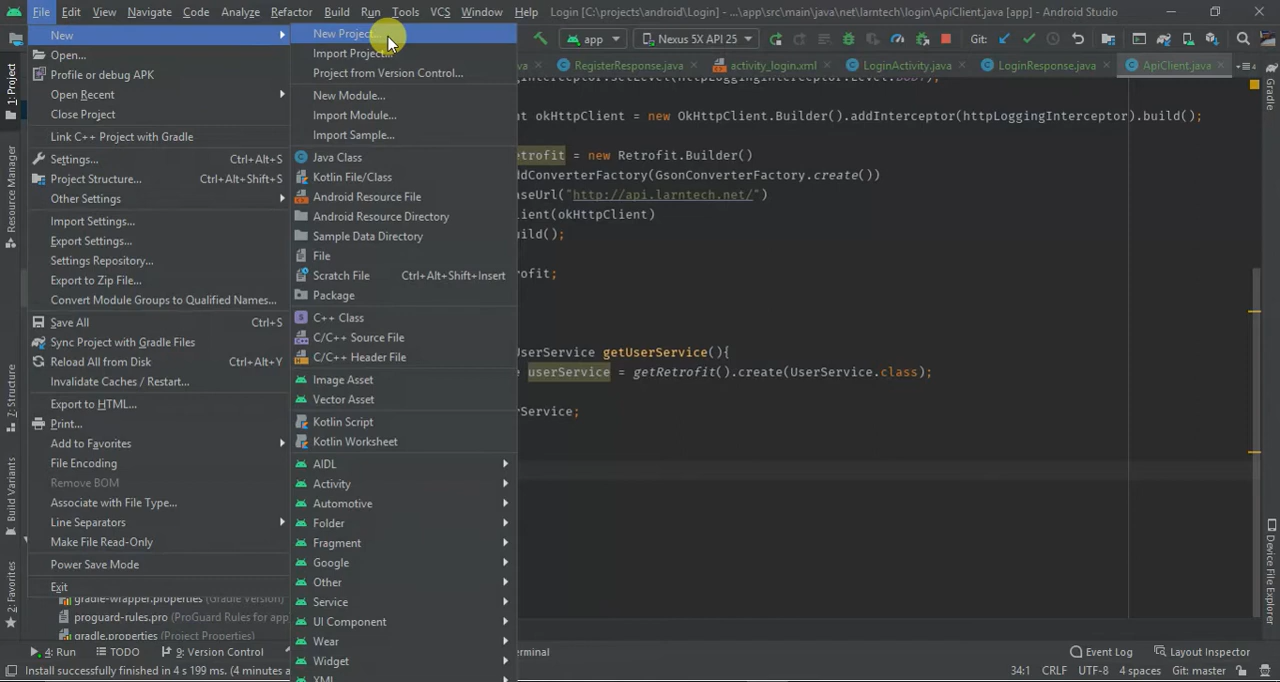 File Edit View Navigate Code Analyze Refactor Build Run Tools VCS Window Help Login [C:\projects\android\Login] - ...\app\src\main\java\net\larntech\login\ApiClient.java [app] - Android Studio
app Nexus 5X API 25 Git:
RegisterResponse.java activity_login.xml LoginActivity.java LoginResponse.java ApiClient.java
1: Project
Resource Manager
7: Structure
Build Variants
2: Favorites
New
Open...
Profile or debug APK
Open Recent
Close Project
Link C++ Project with Gradle
Settings... Ctrl+Alt+S
Project Structure... Ctrl+Alt+Shift+S
Other Settings
Import Settings...
Export Settings...
Settings Repository...
Export to Zip File...
Convert Module Groups to Qualified Names...
Save All Ctrl+S
Sync Project with Gradle Files
Reload All from Disk Ctrl+Alt+Y
Invalidate Caches / Restart...
Export to HTML...
Print...
Add to Favorites
File Encoding
Remove BOM
Associate with File Type...
Line Separators
Make File Read-Only
Power Save Mode
Exit
gradle-wrapper.properties (Gradle Version)
proguard-rules.pro (ProGuard Rules for app
gradle.properties (Project Properties)
New Project...
Import Project...
Project from Version Control...
New Module...
Import Module...
Import Sample...
Java Class
Kotlin File/Class
Android Resource File
Android Resource Directory
Sample Data Directory
File
Scratch File Ctrl+Alt+Shift+Insert
Package
C++ Class
C/C++ Source File
C/C++ Header File
Image Asset
Vector Asset
Kotlin Script
Kotlin Worksheet
AIDL
Activity
Automotive
Folder
Fragment
Google
Other
Service
UI Component
Wear
Widget
XML
nt okHttpClient = new OkHttpClient.Builder().addInterceptor(httpLoggingInterceptor).build();
etrofit = new Retrofit.Builder()
ddConverterFactory(GsonConverterFactory.create())
aseUrl("http://api.larntech.net/")
lient(okHttpClient)
uild();
rofit;
UserService getUserService(){
e userService = getRetrofit().create(UserService.class);
erService;
Gradle
Device File Explorer
4: Run TODO 9: Version Control rminal Event Log Layout Inspector
Install successfully finished in 4 s 199 ms. (4 minutes a 34:1 CRLF UTF-8 4 spaces Git: master